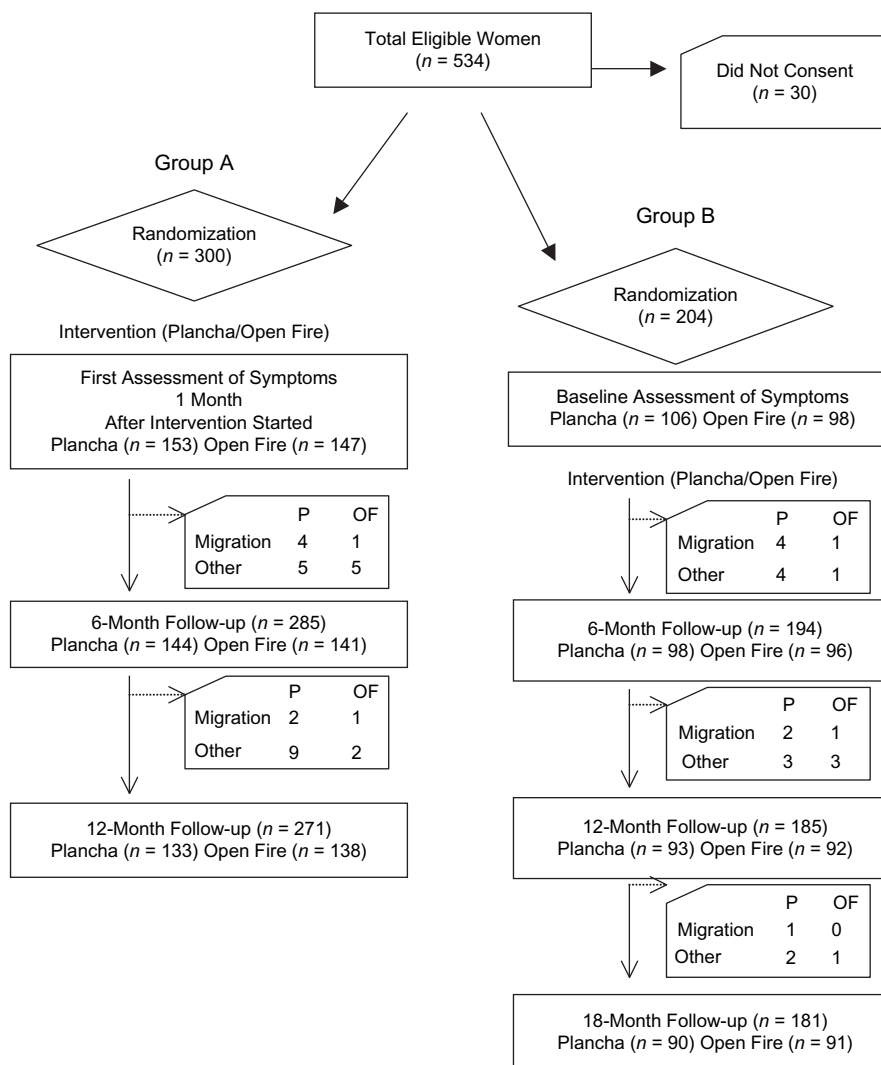 Total Eligible Women
(n = 534)
Did Not Consent
(n = 30)
Group A
Randomization
(n = 300)
Intervention (Plancha/Open Fire)
First Assessment of Symptoms
1 Month
After Intervention Started
Plancha (n = 153) Open Fire (n = 147)
P OF
Migration 4 1
Other 5 5
6-Month Follow-up (n = 285)
Plancha (n = 144) Open Fire (n = 141)
P OF
Migration 2 1
Other 9 2
12-Month Follow-up (n = 271)
Plancha (n = 133) Open Fire (n = 138)
Group B
Randomization
(n = 204)
Baseline Assessment of Symptoms
Plancha (n = 106) Open Fire (n = 98)
Intervention (Plancha/Open Fire)
P OF
Migration 4 1
Other 4 1
6-Month Follow-up (n = 194)
Plancha (n = 98) Open Fire (n = 96)
P OF
Migration 2 1
Other 3 3
12-Month Follow-up (n = 185)
Plancha (n = 93) Open Fire (n = 92)
P OF
Migration 1 0
Other 2 1
18-Month Follow-up (n = 181)
Plancha (n = 90) Open Fire (n = 91)